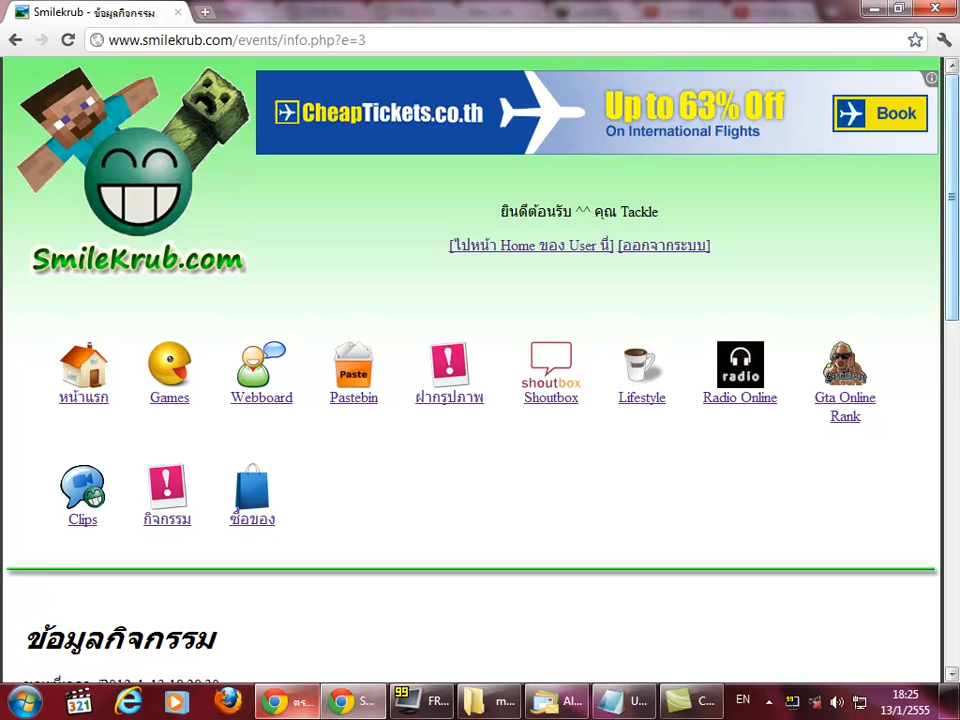 Smilekrub - ข้อมูลกิจกรรม
www.smilekrub.com/events/info.php?e=3
CheapTickets.co.th
Up to 63% Off
On International Flights
Book
SmileKrub.com
ยินดีต้อนรับ ^^ คุณ Tackle
[ไปหน้า Home ของ User นี้] [ออกจากระบบ]
หน้าแรก
Games
Webboard
Paste
Pastebin
ฝากรูปภาพ
shoutbox
Shoutbox
Lifestyle
radio
Radio Online
Gta Online
Rank
Clips
กิจกรรม
ซื้อของ
ข้อมูลกิจกรรม
321
99
ตร...
S...
FR...
m...
Al...
U...
C...
EN
18:25
13/1/2555